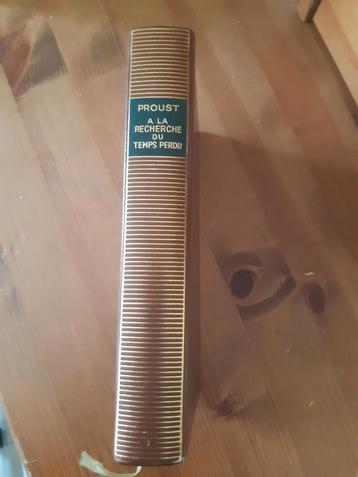 PROUST
A LA
RECHERCHE
DU
TEMPS PERDU